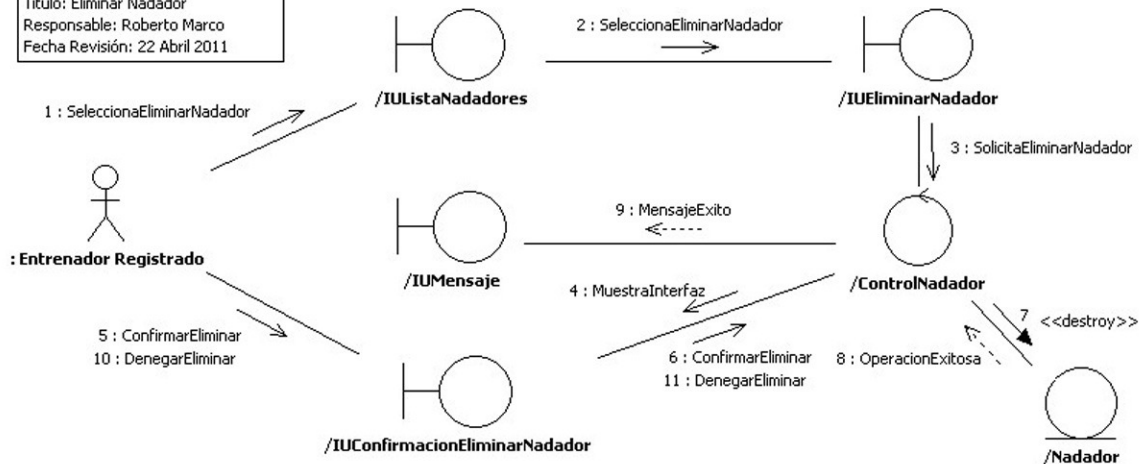 Título: Eliminar Nadador
Responsable: Roberto Marco
Fecha Revisión: 22 Abril 2011
2 : SeleccionaEliminarNadador
1 : SeleccionaEliminarNadador
/IUListaNadadores
/IUEliminarNadador
3 : SolicitaEliminarNadador
9 : MensajeExito
: Entrenador Registrado
/IUMensaje
/ControlNadador
4 : MuestraInterfaz
5 : ConfirmarEliminar
10 : DenegarEliminar
6 : ConfirmarEliminar
11 : DenegarEliminar
7 <<destroy>>
8 : OperacionExitosa
/IUConfirmacionEliminarNadador
/Nadador